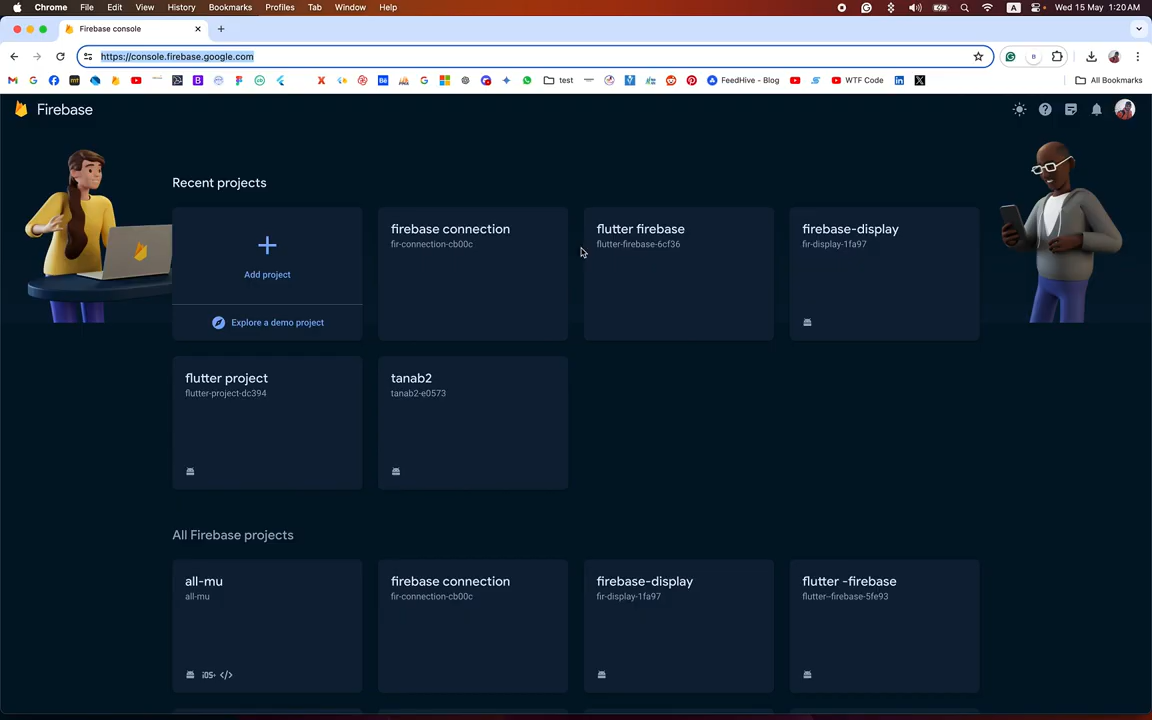 Chrome File Edit View History Bookmarks Profiles Tab Window Help A Wed 15 May 1:20 AM
Firebase console
https://console.firebase.google.com
test FeedHive - Blog WTF Code All Bookmarks
Firebase
Recent projects
Add project
Explore a demo project
firebase connection
fir-connection-cb00c
flutter firebase
flutter-firebase-6cf36
firebase-display
fir-display-1fa97
flutter project
flutter-project-dc394
tanab2
tanab2-e0573
All Firebase projects
all-mu
all-mu
iOS+ </>
firebase connection
fir-connection-cb00c
firebase-display
fir-display-1fa97
flutter -firebase
flutter--firebase-5fe93